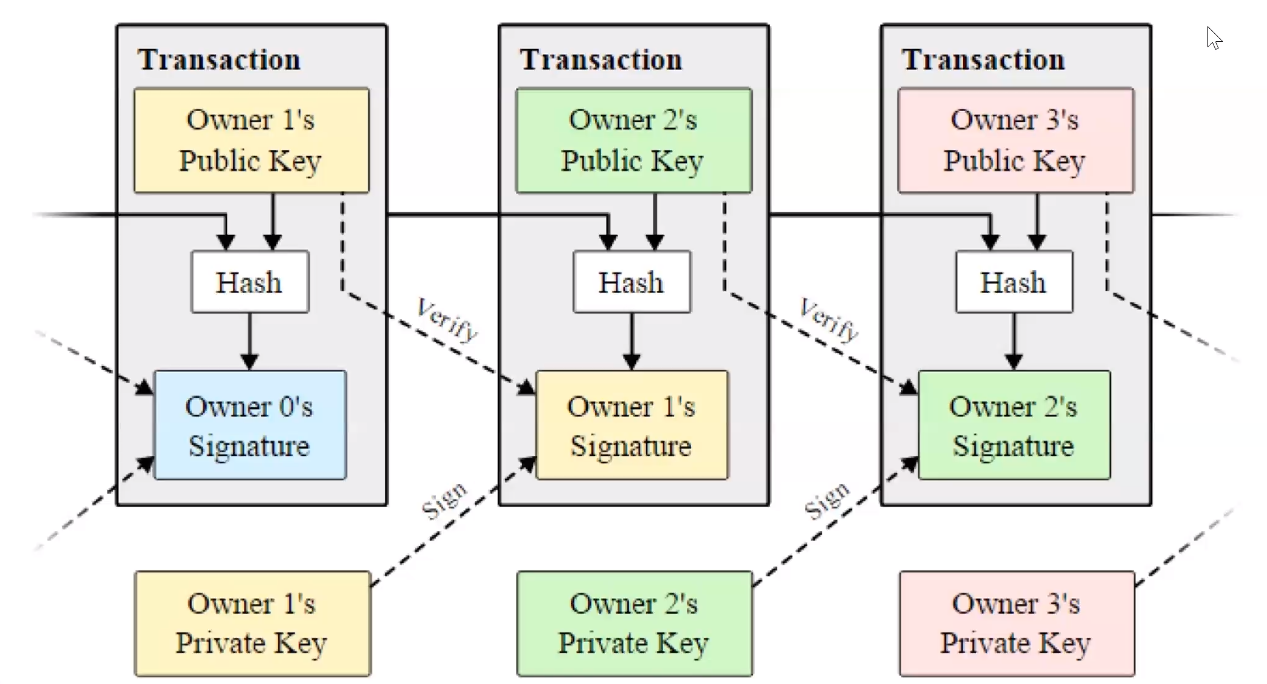 Transaction
Owner 1's
Public Key
Hash
Owner 0's
Signature
Transaction
Owner 2's
Public Key
Hash
Owner 1's
Signature
Transaction
Owner 3's
Public Key
Hash
Owner 2's
Signature
Verify
Verify
Sign
Sign
Owner 1's
Private Key
Owner 2's
Private Key
Owner 3's
Private Key